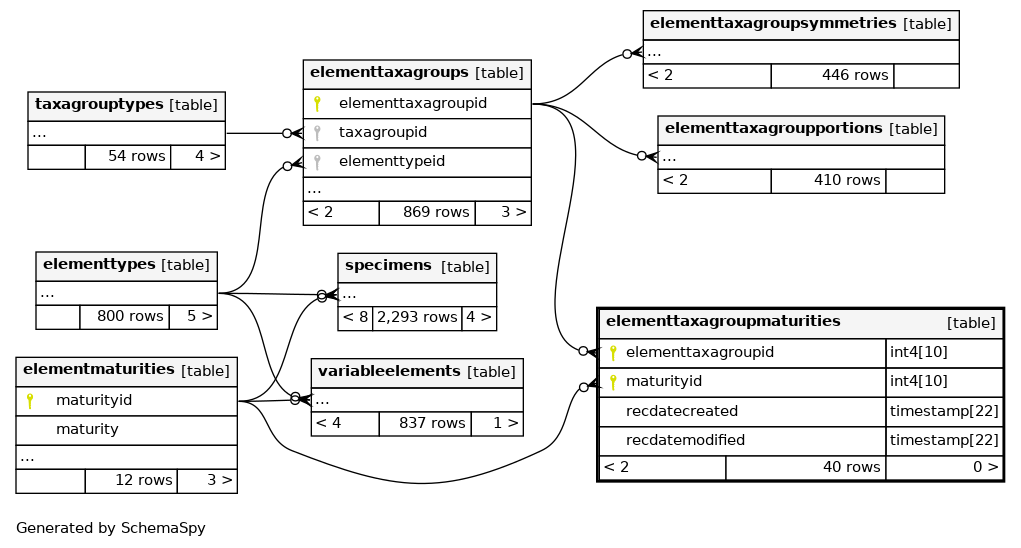 elementtaxagroupsymmetries [table]
...
< 2 446 rows
elementtaxagroups [table]
elementtaxagroupid
taxagroupid
elementtypeid
...
< 2 869 rows 3 >
taxagrouptypes [table]
...
54 rows 4 >
elementtaxagroupportions [table]
...
< 2 410 rows
elementtypes [table]
...
800 rows 5 >
specimens [table]
...
< 8 2,293 rows 4 >
elementtaxagroupmaturities [table]
elementtaxagroupid int4[10]
maturityid int4[10]
recdatecreated timestamp[22]
recdatemodified timestamp[22]
< 2 40 rows 0 >
elementmaturities [table]
maturityid
maturity
...
12 rows 3 >
variableelements [table]
...
< 4 837 rows 1 >
Generated by SchemaSpy